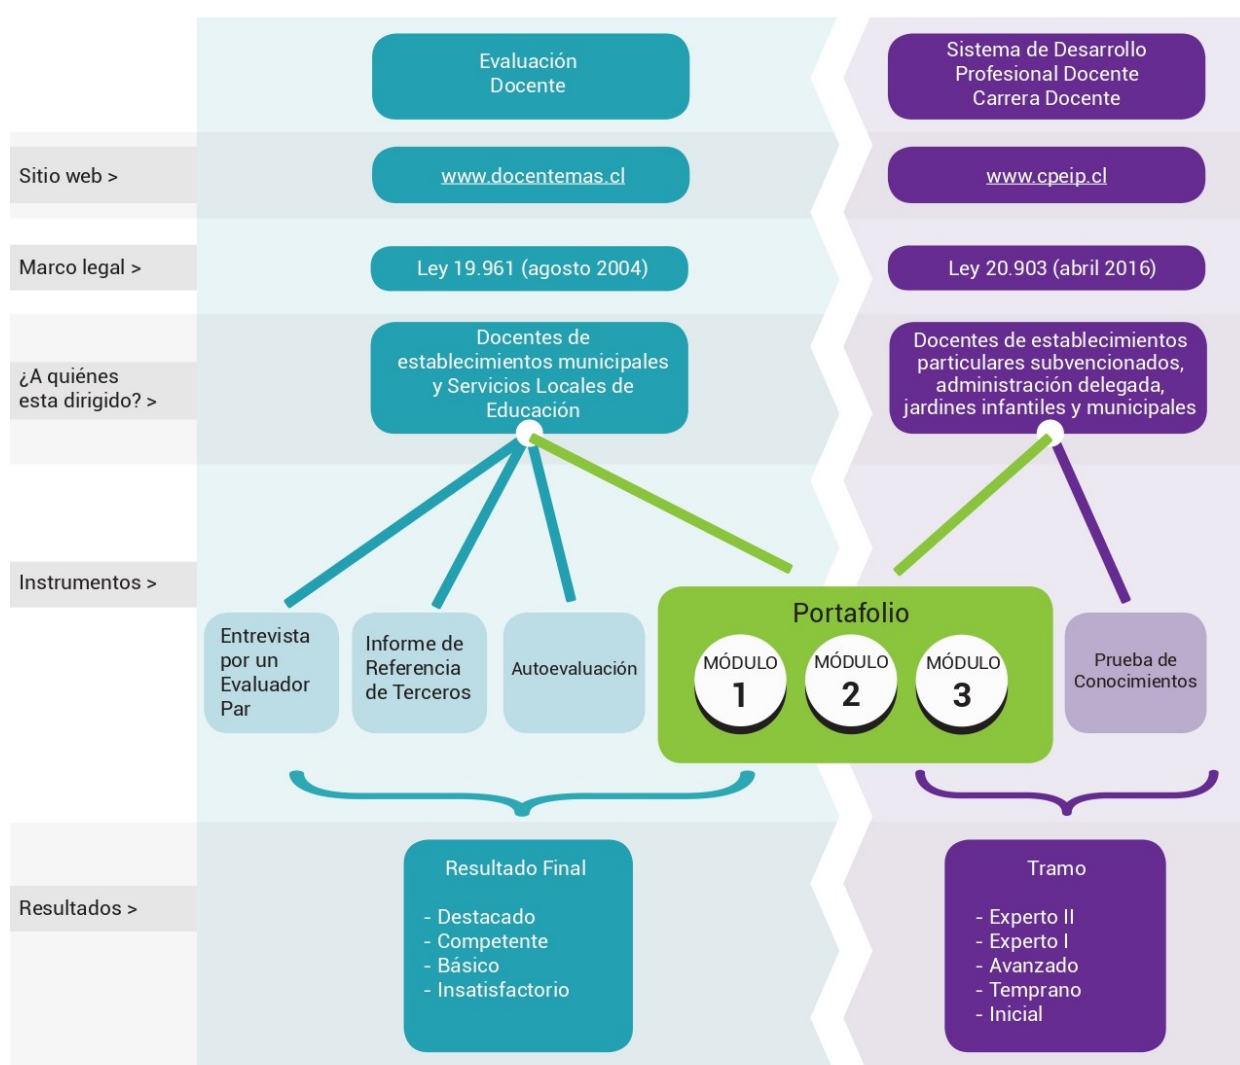 Evaluación
Docente
Sistema de Desarrollo
Profesional Docente
Carrera Docente
Sitio web >
www.docentemas.cl
www.cpeip.cl
Marco legal >
Ley 19.961 (agosto 2004)
Ley 20.903 (abril 2016)
¿A quiénes
esta dirigido? >
Docentes de
establecimientos municipales
y Servicios Locales de
Educación
Docentes de establecimientos
particulares subvencionados,
administración delegada,
jardines infantiles y municipales
Instrumentos >
Entrevista
por un
Evaluador
Par
Informe de
Referencia
de Terceros
Autoevaluación
Portafolio
MÓDULO
1
MÓDULO
2
MÓDULO
3
Prueba de
Conocimientos
Resultados >
Resultado Final
- Destacado
- Competente
- Básico
- Insatisfactorio
Tramo
- Experto II
- Experto I
- Avanzado
- Temprano
- Inicial